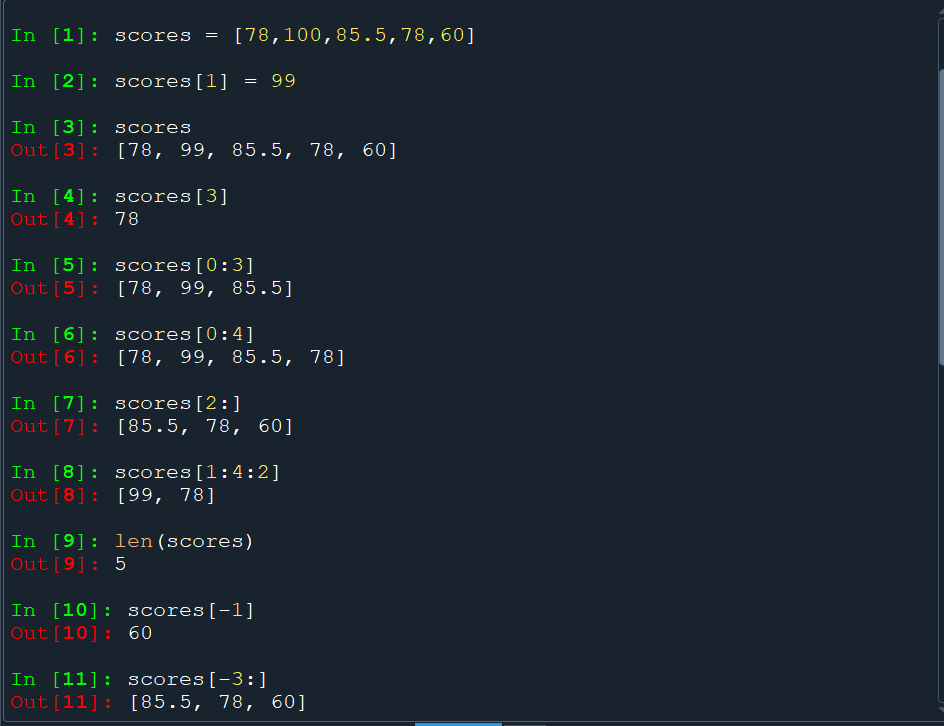 In [1]: scores = [78,100,85.5,78,60]
In [2]: scores[1] = 99
In [3]: scores
Out[3]: [78, 99, 85.5, 78, 60]
In [4]: scores[3]
Out[4]: 78
In [5]: scores[0:3]
Out[5]: [78, 99, 85.5]
In [6]: scores[0:4]
Out[6]: [78, 99, 85.5, 78]
In [7]: scores[2:]
Out[7]: [85.5, 78, 60]
In [8]: scores[1:4:2]
Out[8]: [99, 78]
In [9]: len(scores)
Out[9]: 5
In [10]: scores[-1]
Out[10]: 60
In [11]: scores[-3:]
Out[11]: [85.5, 78, 60]